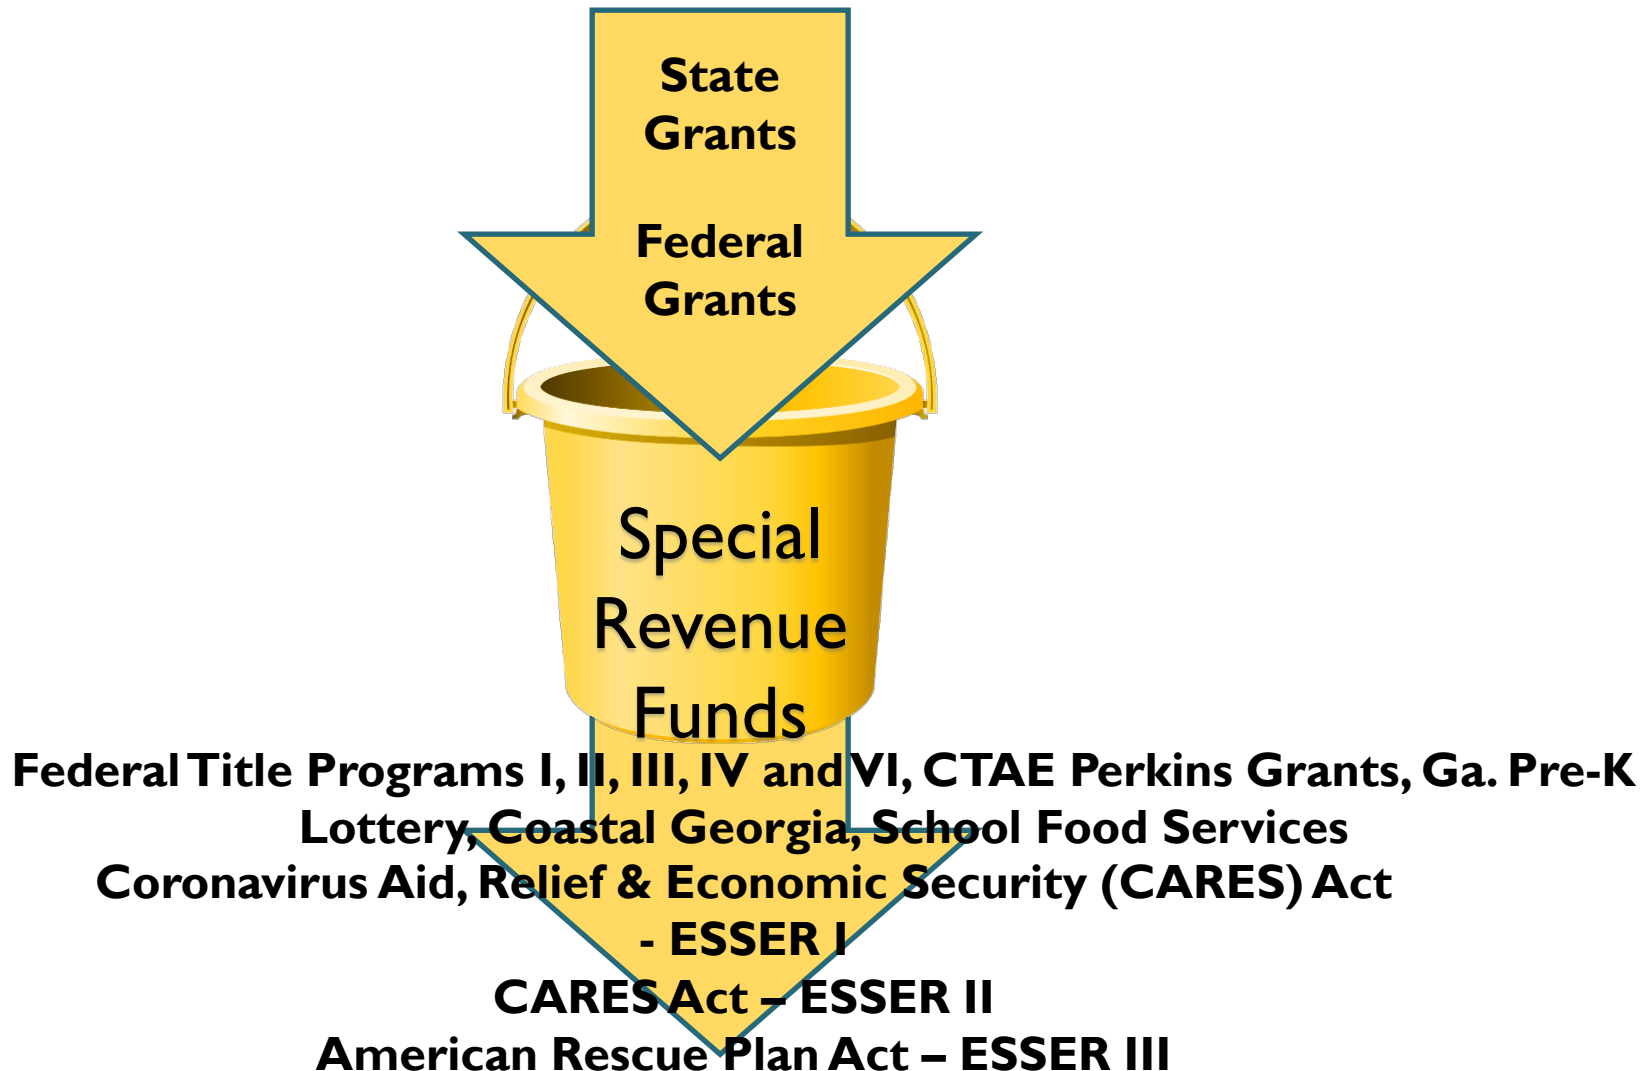 State
Grants
Federal
Grants
Special
Revenue
Funds
Federal Title Programs I, II, III, IV and VI, CTAE Perkins Grants, Ga. Pre-K
Lottery, Coastal Georgia, School Food Services
Coronavirus Aid, Relief & Economic Security (CARES) Act
- ESSER I
CARES Act – ESSER II
American Rescue Plan Act – ESSER III